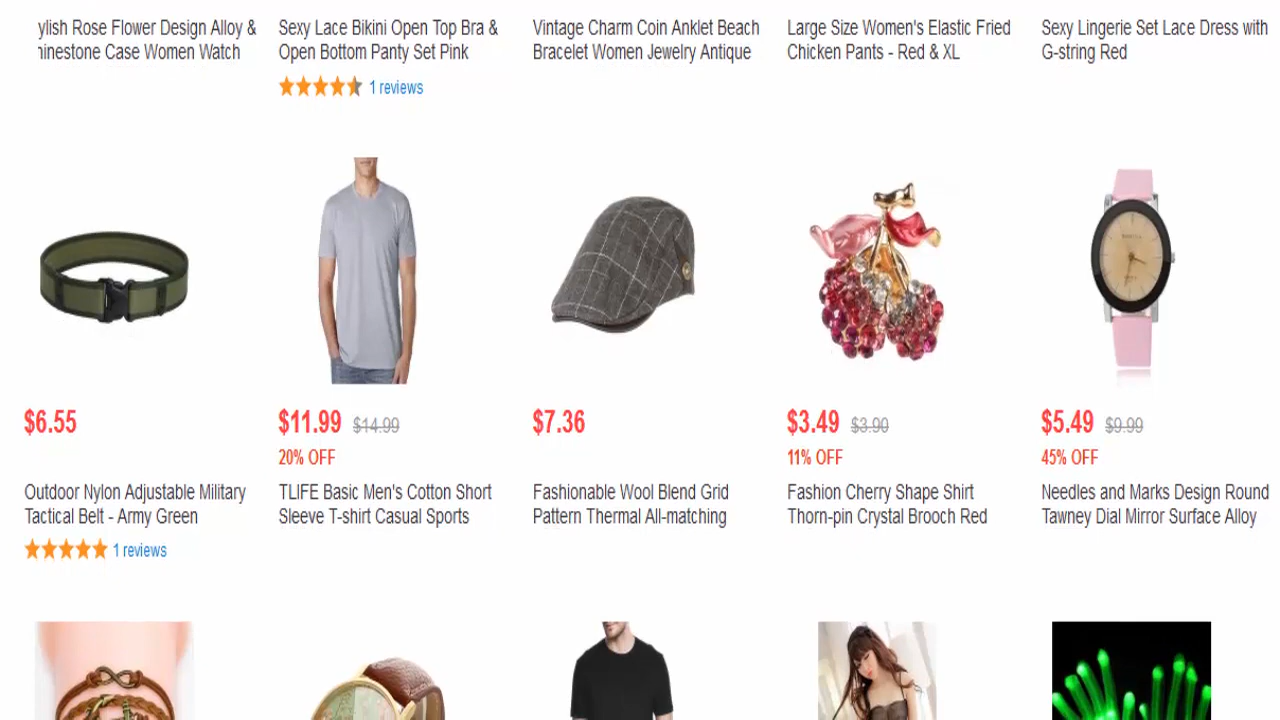 ylish Rose Flower Design Alloy &
hinestone Case Women Watch
Sexy Lace Bikini Open Top Bra &
Open Bottom Panty Set Pink
1 reviews
Vintage Charm Coin Anklet Beach
Bracelet Women Jewelry Antique
Large Size Women's Elastic Fried
Chicken Pants - Red & XL
Sexy Lingerie Set Lace Dress with
G-string Red
$6.55
Outdoor Nylon Adjustable Military
Tactical Belt - Army Green
1 reviews
$11.99 $14.99
20% OFF
TLIFE Basic Men's Cotton Short
Sleeve T-shirt Casual Sports
$7.36
Fashionable Wool Blend Grid
Pattern Thermal All-matching
$3.49 $3.90
11% OFF
Fashion Cherry Shape Shirt
Thorn-pin Crystal Brooch Red
$5.49 $9.99
45% OFF
Needles and Marks Design Round
Tawney Dial Mirror Surface Alloy